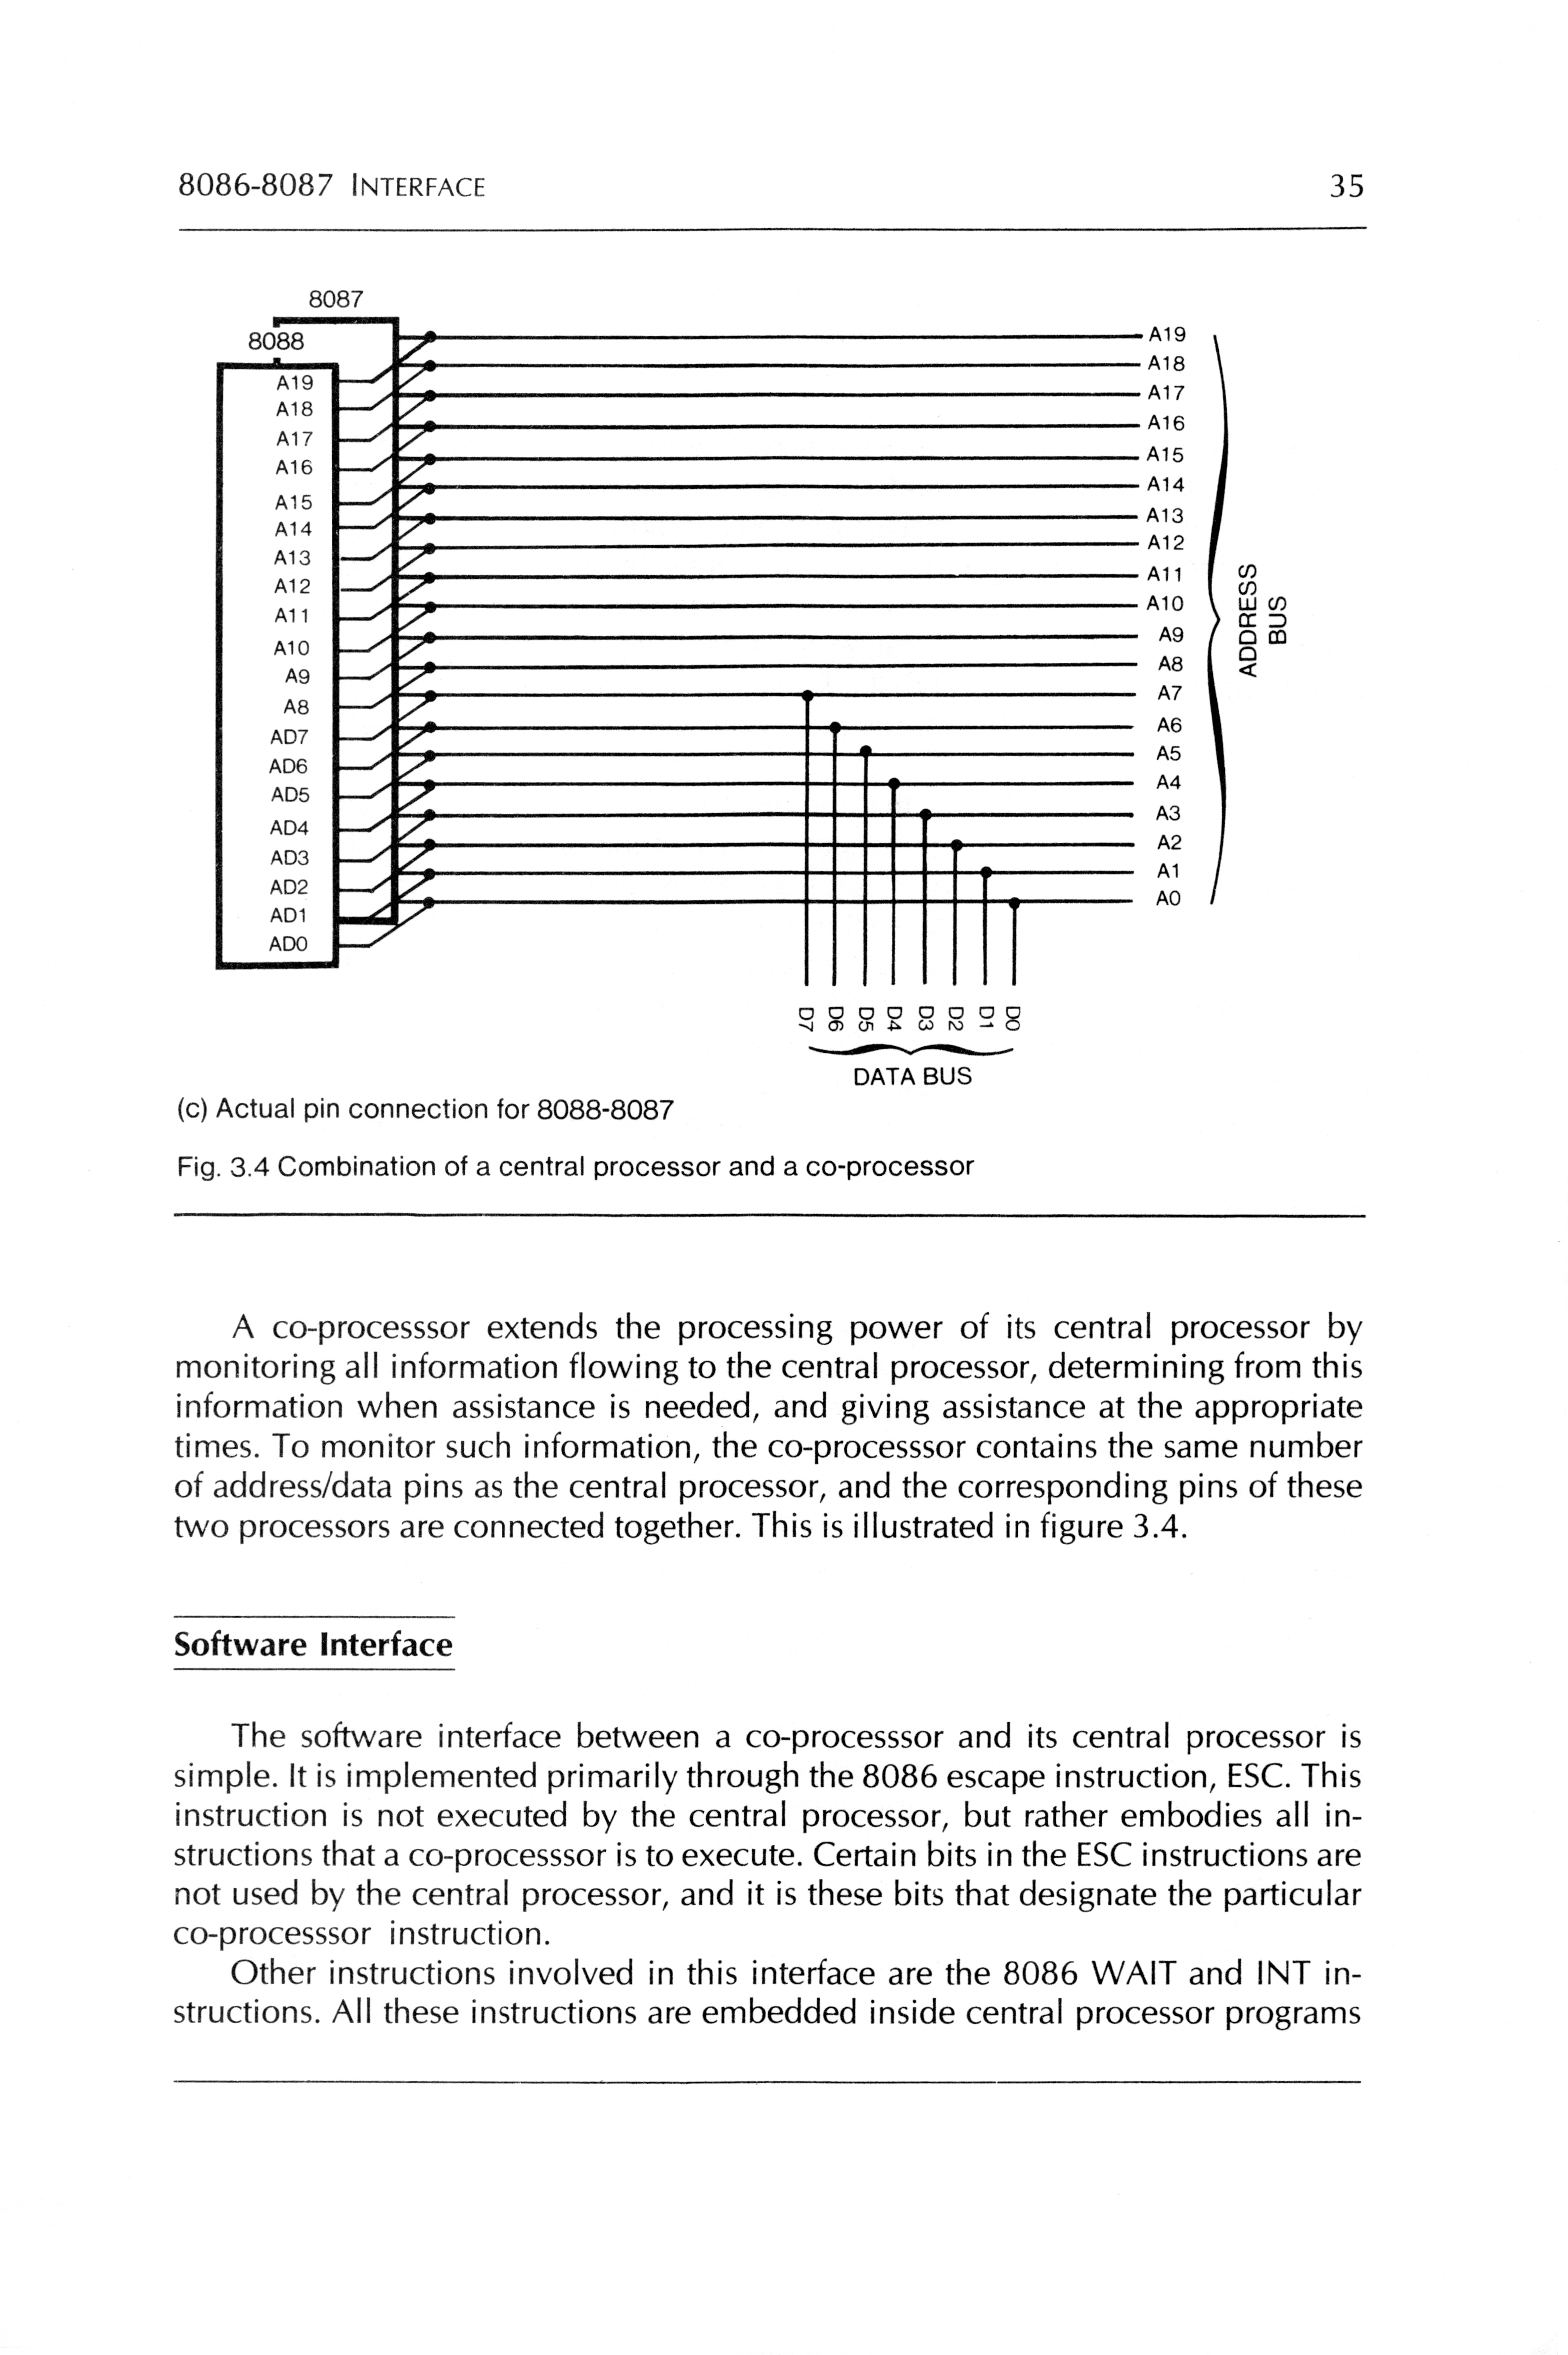 8086-8087 INTERFACE 35
8087
8088
A19
A18
A17
A16
A15
A14
A13
A12
A11
A10
A9
A8
AD7
AD6
AD5
AD4
AD3
AD2
AD1
AD0
A19
A18
A17
A16
A15
A14
A13
A12
A11
A10
A9
A8
A7
A6
A5
A4
A3
A2
A1
A0
ADDRESS
BUS
D7 D6 D5 D4 D3 D2 D1 D0
DATA BUS
(c) Actual pin connection for 8088-8087
Fig. 3.4 Combination of a central processor and a co-processor
A co-processsor extends the processing power of its central processor by
monitoring all information flowing to the central processor, determining from this
information when assistance is needed, and giving assistance at the appropriate
times. To monitor such information, the co-processsor contains the same number
of address/data pins as the central processor, and the corresponding pins of these
two processors are connected together. This is illustrated in figure 3.4.
Software Interface
The software interface between a co-processsor and its central processor is
simple. It is implemented primarily through the 8086 escape instruction, ESC. This
instruction is not executed by the central processor, but rather embodies all in-
structions that a co-processsor is to execute. Certain bits in the ESC instructions are
not used by the central processor, and it is these bits that designate the particular
co-processsor instruction.
Other instructions involved in this interface are the 8086 WAIT and INT in-
structions. All these instructions are embedded inside central processor programs